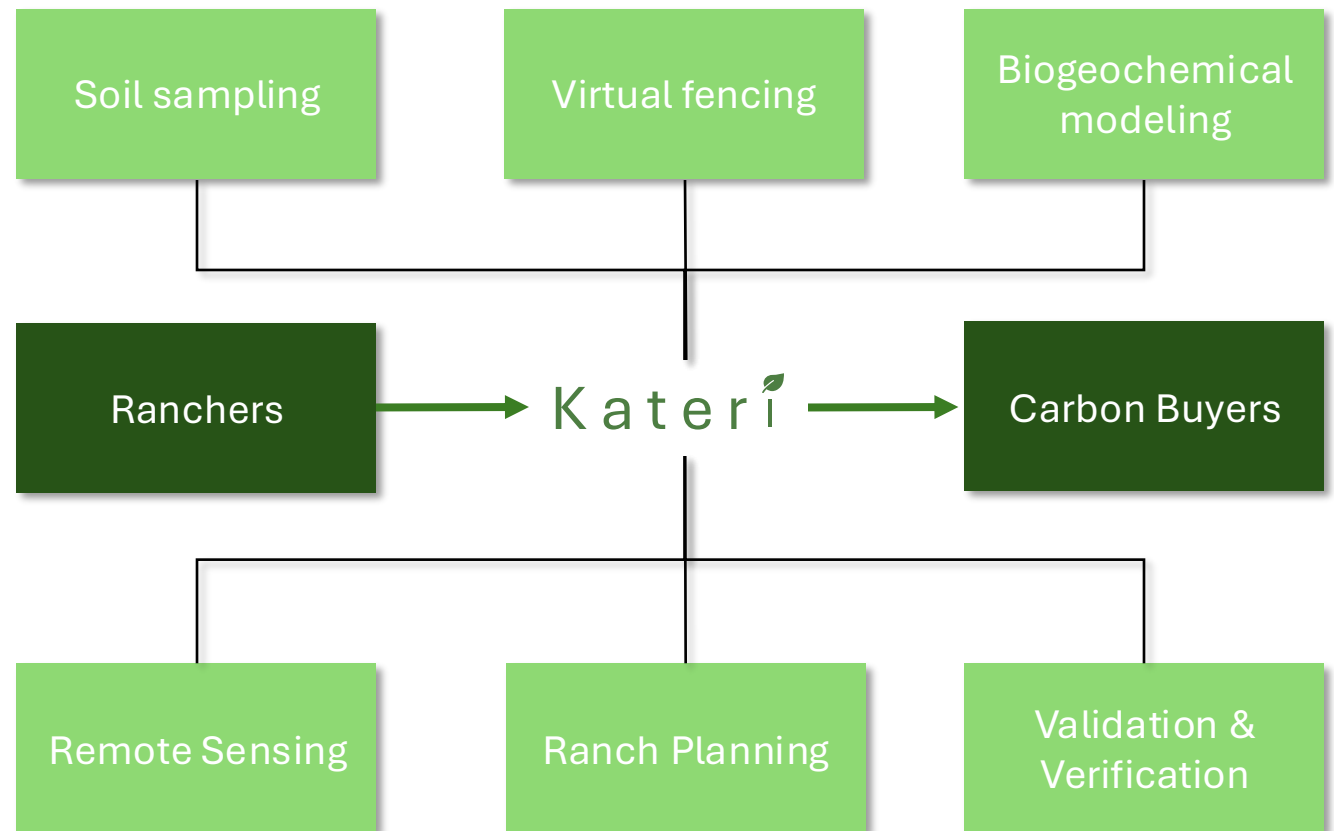 Soil sampling
Virtual fencing
Biogeochemical
modeling
Ranchers
Kateri
Carbon Buyers
Remote Sensing
Ranch Planning
Validation &
Verification